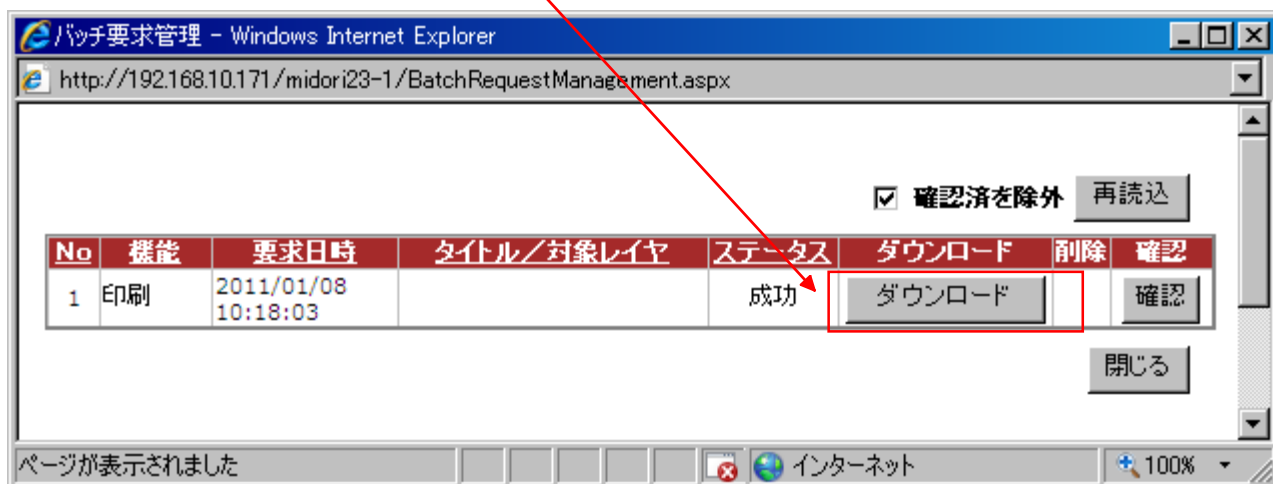 バッチ要求管理 - Windows Internet Explorer
http://192.168.10.171/midori23-1/BatchRequestManagement.aspx
確認済を除外 再読込
No 機能 要求日時 タイトル／対象レイヤ ステータス ダウンロード 削除 確認
1 印刷 2011/01/08 成功 ダウンロード 確認
10:18:03
閉じる
ページが表示されました インターネット 100%